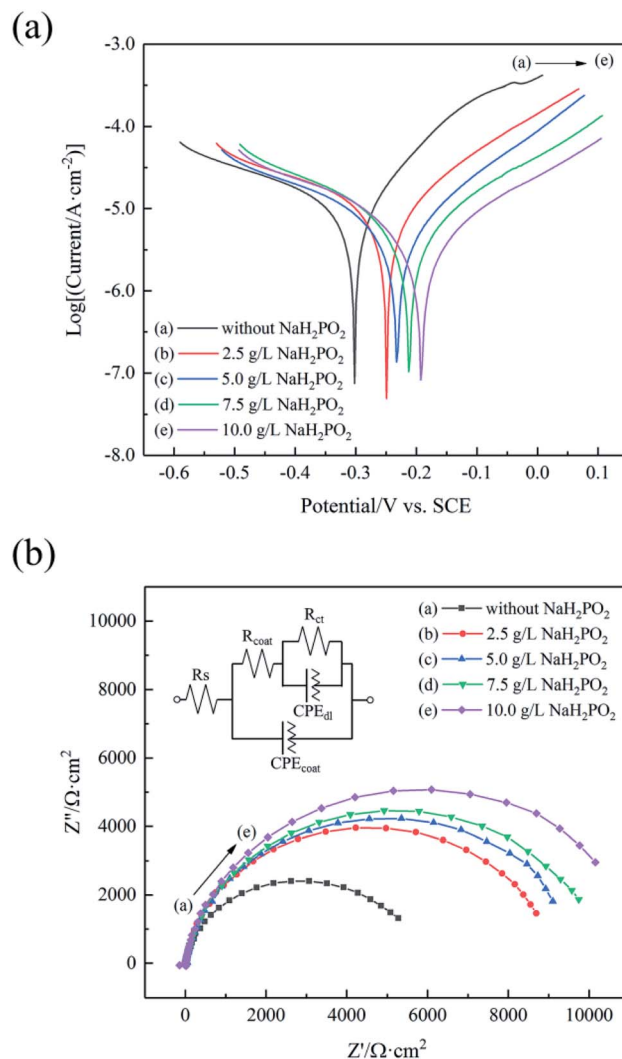 (a)
-3.0
-4.0
-5.0
-6.0
-7.0
-8.0
Log[(Current/A·cm⁻²)]
(a) (e)
(a) without NaH₂PO₂
(b) 2.5 g/L NaH₂PO₂
(c) 5.0 g/L NaH₂PO₂
(d) 7.5 g/L NaH₂PO₂
(e) 10.0 g/L NaH₂PO₂
-0.6 -0.5 -0.4 -0.3 -0.2 -0.1 0.0 0.1
Potential/V vs. SCE
(b)
10000
8000
6000
4000
2000
0
Z''/Ω·cm²
Rs
R_coat
R_ct
CPE_dl
CPE_coat
(a) without NaH₂PO₂
(b) 2.5 g/L NaH₂PO₂
(c) 5.0 g/L NaH₂PO₂
(d) 7.5 g/L NaH₂PO₂
(e) 10.0 g/L NaH₂PO₂
(e)
(a)
0 2000 4000 6000 8000 10000
Z'/Ω·cm²